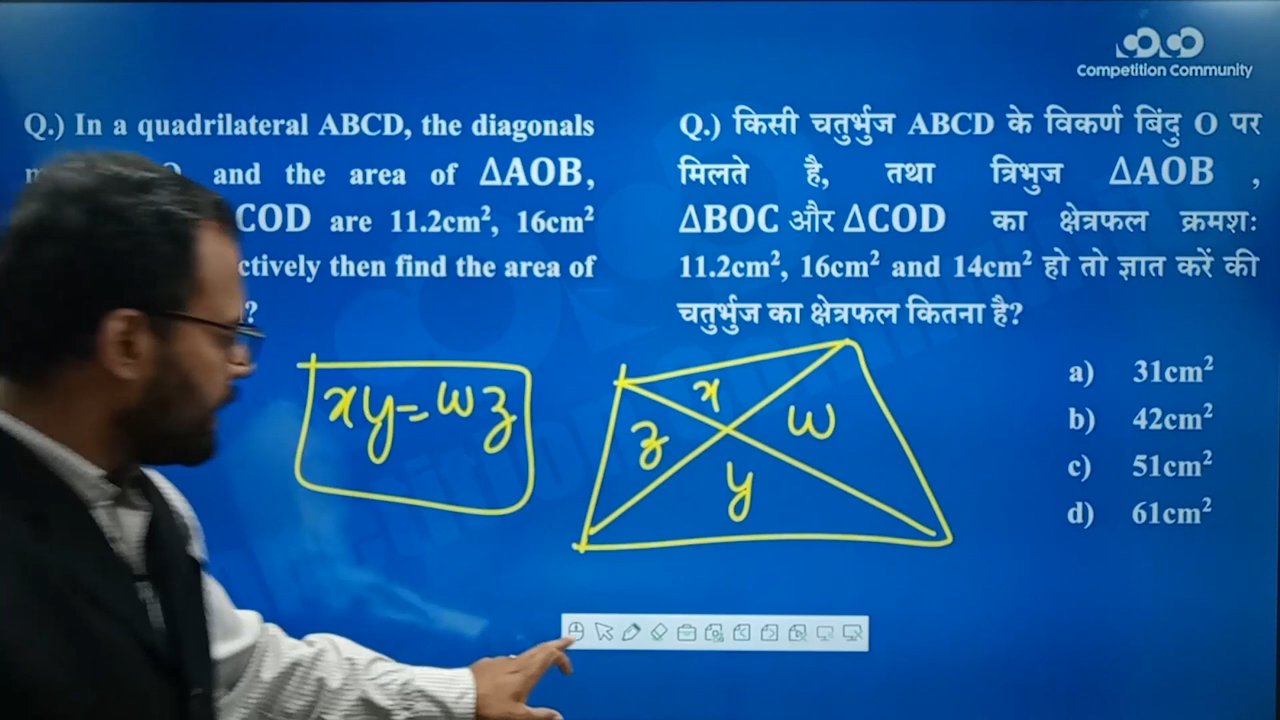 Competition Community
Q.) In a quadrilateral ABCD, the diagonals
and the area of ΔAOB,
COD are 11.2cm², 16cm²
ctively then find the area of
?
Q.) किसी चतुर्भुज ABCD के विकर्ण बिंदु O पर
मिलते है, तथा त्रिभुज ΔAOB ,
ΔBOC और ΔCOD का क्षेत्रफल क्रमशः
11.2cm², 16cm² and 14cm² हो तो ज्ञात करें की
चतुर्भुज का क्षेत्रफल कितना है?
a) 31cm²
b) 42cm²
c) 51cm²
d) 61cm²
xy=wz
x
z
w
y